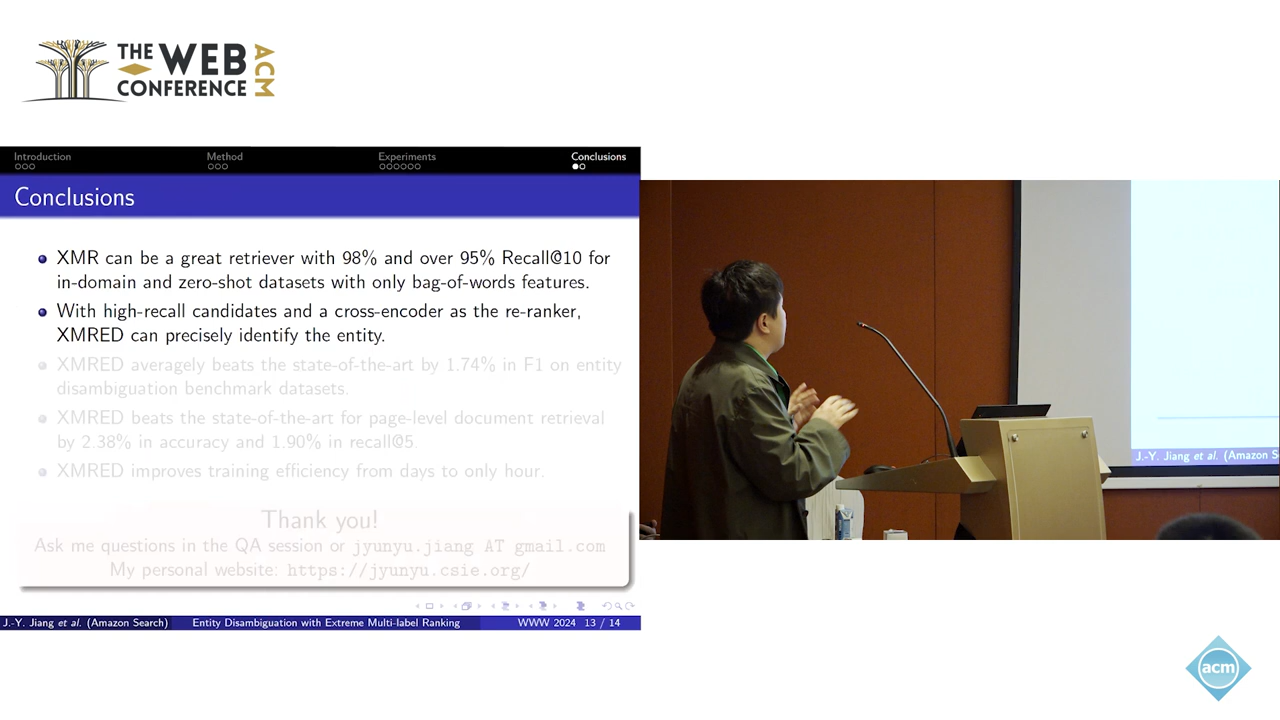 THE WEB
CONFERENCE
ACM
Introduction Method Experiments Conclusions
Conclusions
XMR can be a great retriever with 98% and over 95% Recall@10 for
in-domain and zero-shot datasets with only bag-of-words features.
With high-recall candidates and a cross-encoder as the re-ranker,
XMRED can precisely identify the entity.
XMRED averagely beats the state-of-the-art by 1.74% in F1 on entity
disambiguation benchmark datasets.
XMRED beats the state-of-the-art for page-level document retrieval
by 2.38% in accuracy and 1.90% in recall@5.
XMRED improves training efficiency from days to only hour.
Thank you!
Ask me questions in the QA session or jyunyu.jiang AT gmail.com
My personal website: https://jyunyu.csie.org/
J.-Y. Jiang et al. (Amazon Search) Entity Disambiguation with Extreme Multi-label Ranking WWW 2024 13 / 14
J.-Y. Jiang et al. (Amazon S
acm